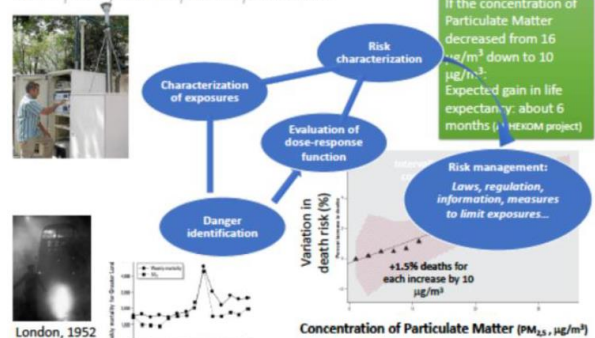 If the concentration of
Particulate Matter
decreased from 16
µg/m³ down to 10
µg/m³:
Expected gain in life
expectancy: about 6
months
HEKOM project)
Risk
characterization
Characterization
of exposures
Evaluation of
dose-response
function
Risk management:
Laws, regulation,
information, measures
to limit exposures...
Danger
identification
Variation in
death risk (%)
+1.5% deaths for
each increase by 10
µg/m³
London, 1952
Concentration of Particulate Matter (PM2,5 , µg/m³)